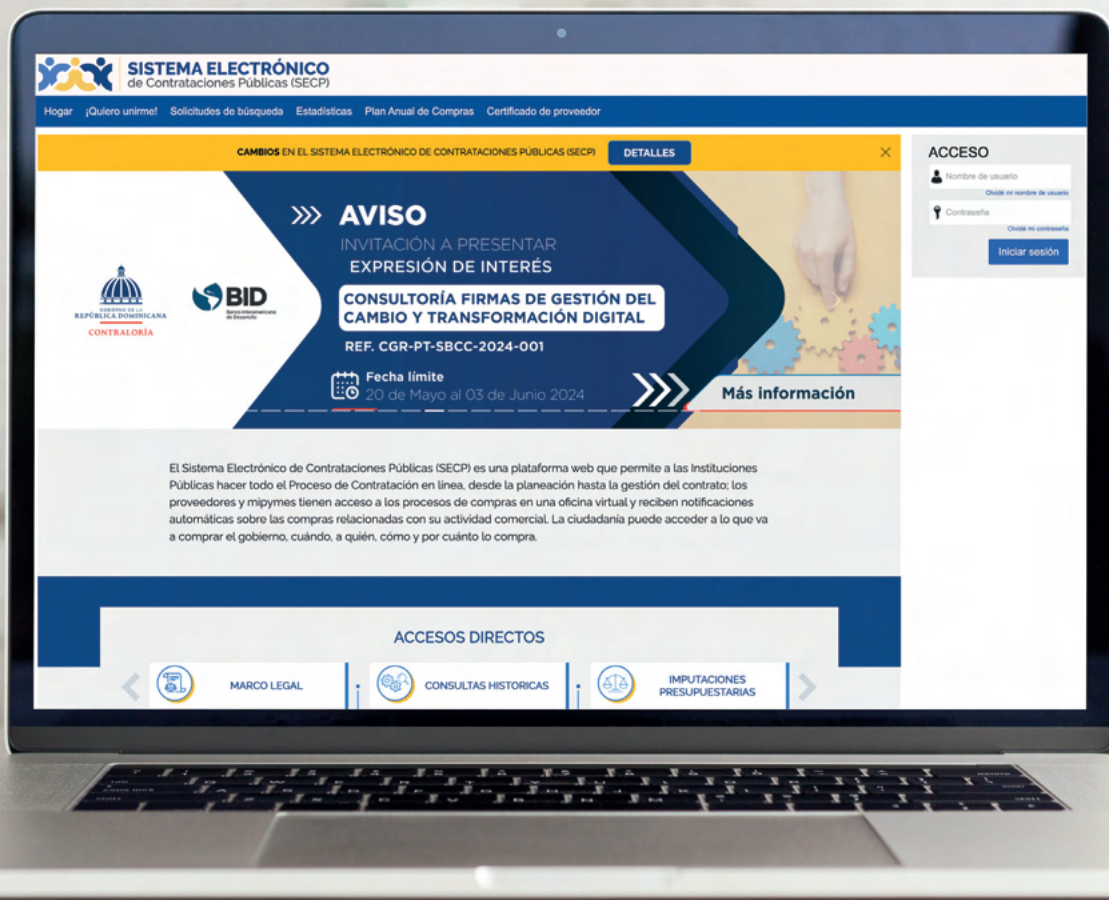 SISTEMA ELECTRÓNICO
de Contrataciones Públicas (SECP)
Hogar ¡Quiero unirme! Solicitudes de búsqueda Estadísticas Plan Anual de Compras Certificado de proveedor
CAMBIOS EN EL SISTEMA ELECTRÓNICO DE CONTRATACIONES PÚBLICAS (SECP)
DETALLES
AVISO
INVITACIÓN A PRESENTAR
EXPRESIÓN DE INTERÉS
CONSULTORÍA FIRMAS DE GESTIÓN DEL
CAMBIO Y TRANSFORMACIÓN DIGITAL
REF. CGR-PT-SBCC-2024-001
Fecha límite
20 de Mayo al 03 de Junio 2024
GOBIERNO DE LA
REPÚBLICA DOMINICANA
CONTRALORÍA
BID
Banco Interamericano
de Desarrollo
Más información
ACCESO
Nombre de usuario
Olvidé mi nombre de usuario
Contraseña
Olvidé mi contraseña
Iniciar sesión
El Sistema Electrónico de Contrataciones Públicas (SECP) es una plataforma web que permite a las Instituciones
Públicas hacer todo el Proceso de Contratación en línea, desde la planeación hasta la gestión del contrato; los
proveedores y mipymes tienen acceso a los procesos de compras en una oficina virtual y reciben notificaciones
automáticas sobre las compras relacionadas con su actividad comercial. La ciudadanía puede acceder a lo que va
a comprar el gobierno, cuándo, a quién, cómo y por cuánto lo compra.
ACCESOS DIRECTOS
MARCO LEGAL
CONSULTAS HISTORICAS
IMPUTACIONES
PRESUPUESTARIAS